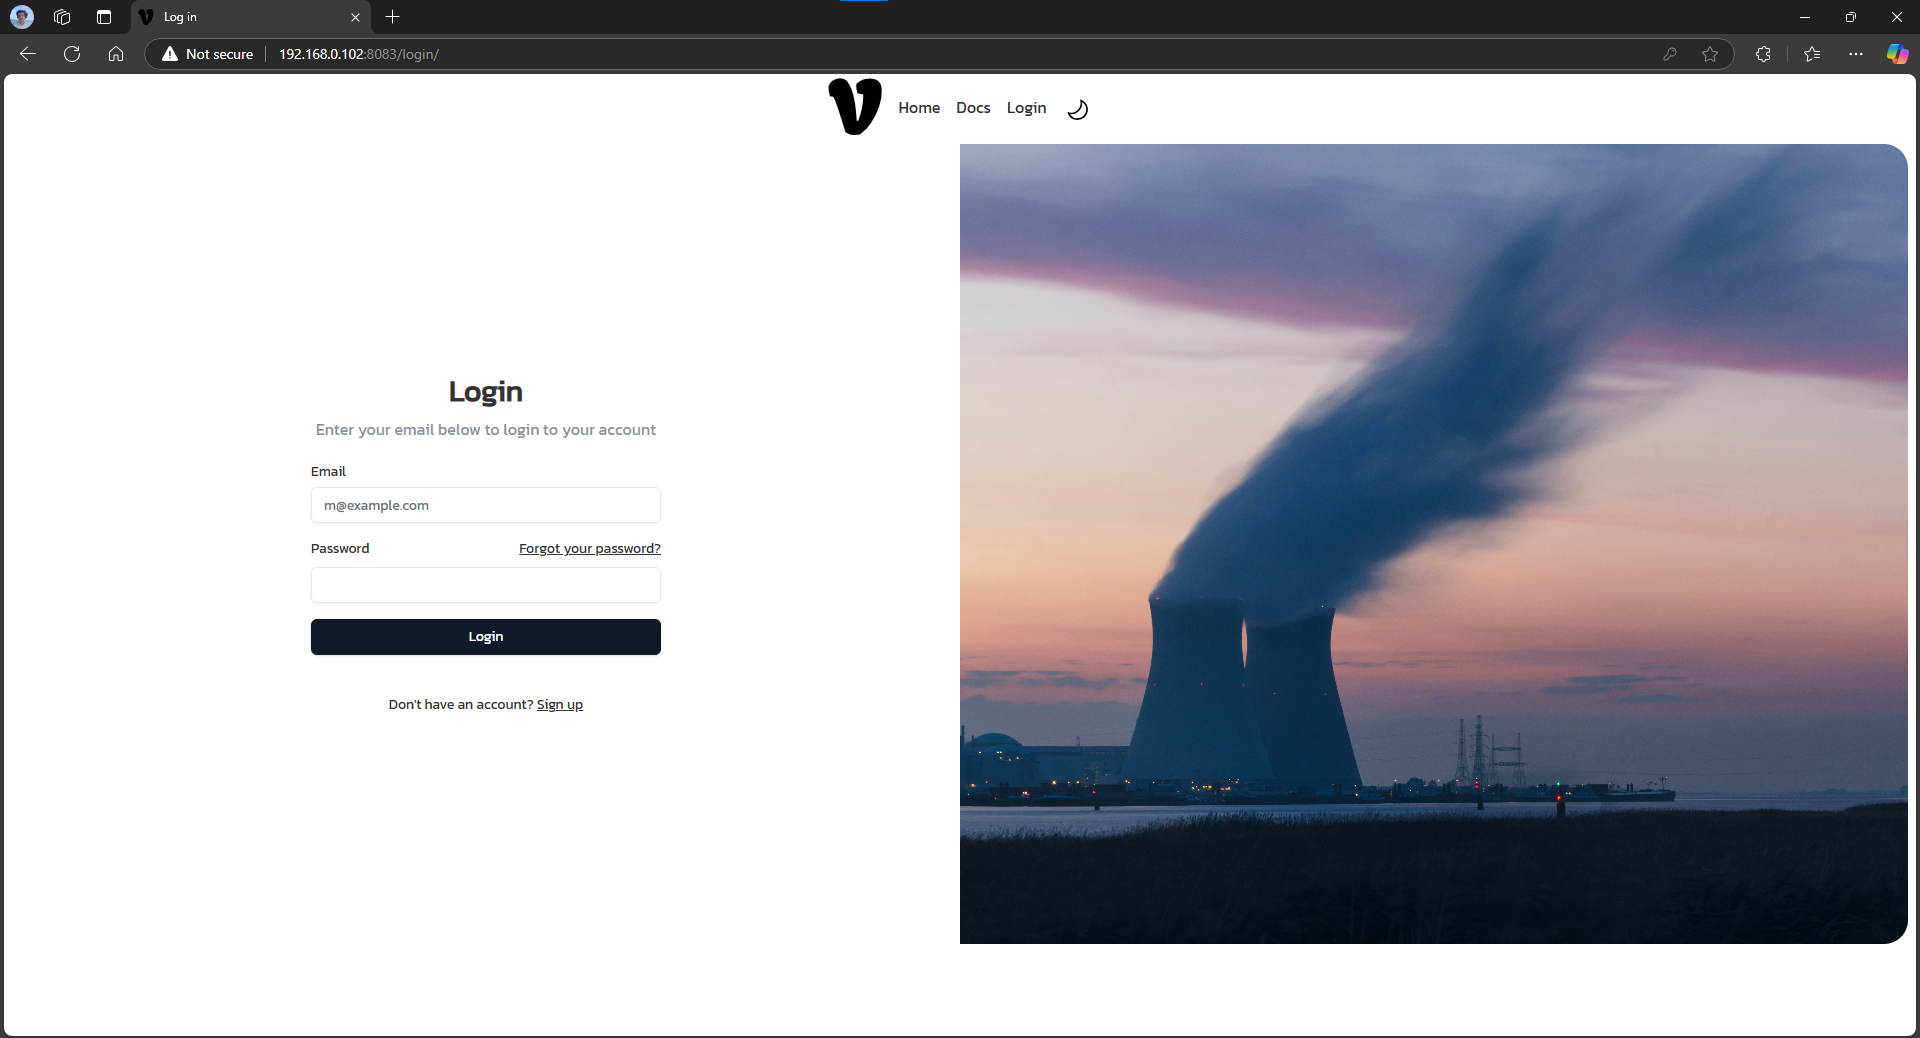 Log in
Not secure
192.168.0.102:8083/login/
V Home Docs Login
Login
Enter your email below to login to your account
Email
m@example.com
Password Forgot your password?
Login
Don't have an account? Sign up